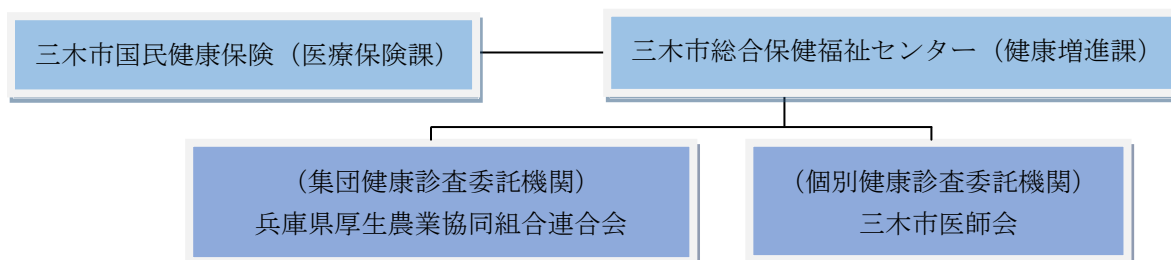 三木市国民健康保険（医療保険課）
三木市総合保健福祉センター（健康増進課）
（集団健康診査委託機関）
兵庫県厚生農業協同組合連合会
（個別健康診査委託機関）
三木市医師会